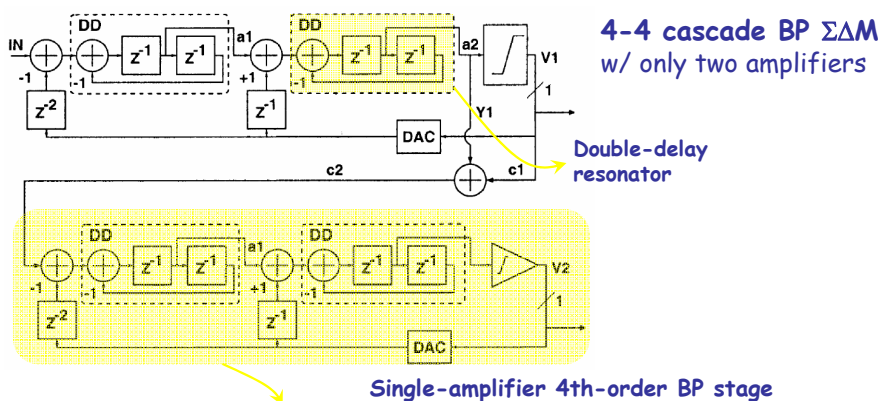 4-4 cascade BP ΣΔM
w/ only two amplifiers
IN
DD
-1
-1
z⁻¹
z⁻¹
a1
+1
DD
-1
z⁻¹
z⁻¹
a2
V1
1
z⁻²
z⁻¹
DAC
Y1
Double-delay
resonator
c2
c1
DD
-1
-1
z⁻¹
z⁻¹
a1
+1
DD
-1
z⁻¹
z⁻¹
V2
1
z⁻²
z⁻¹
DAC
Single-amplifier 4th-order BP stage